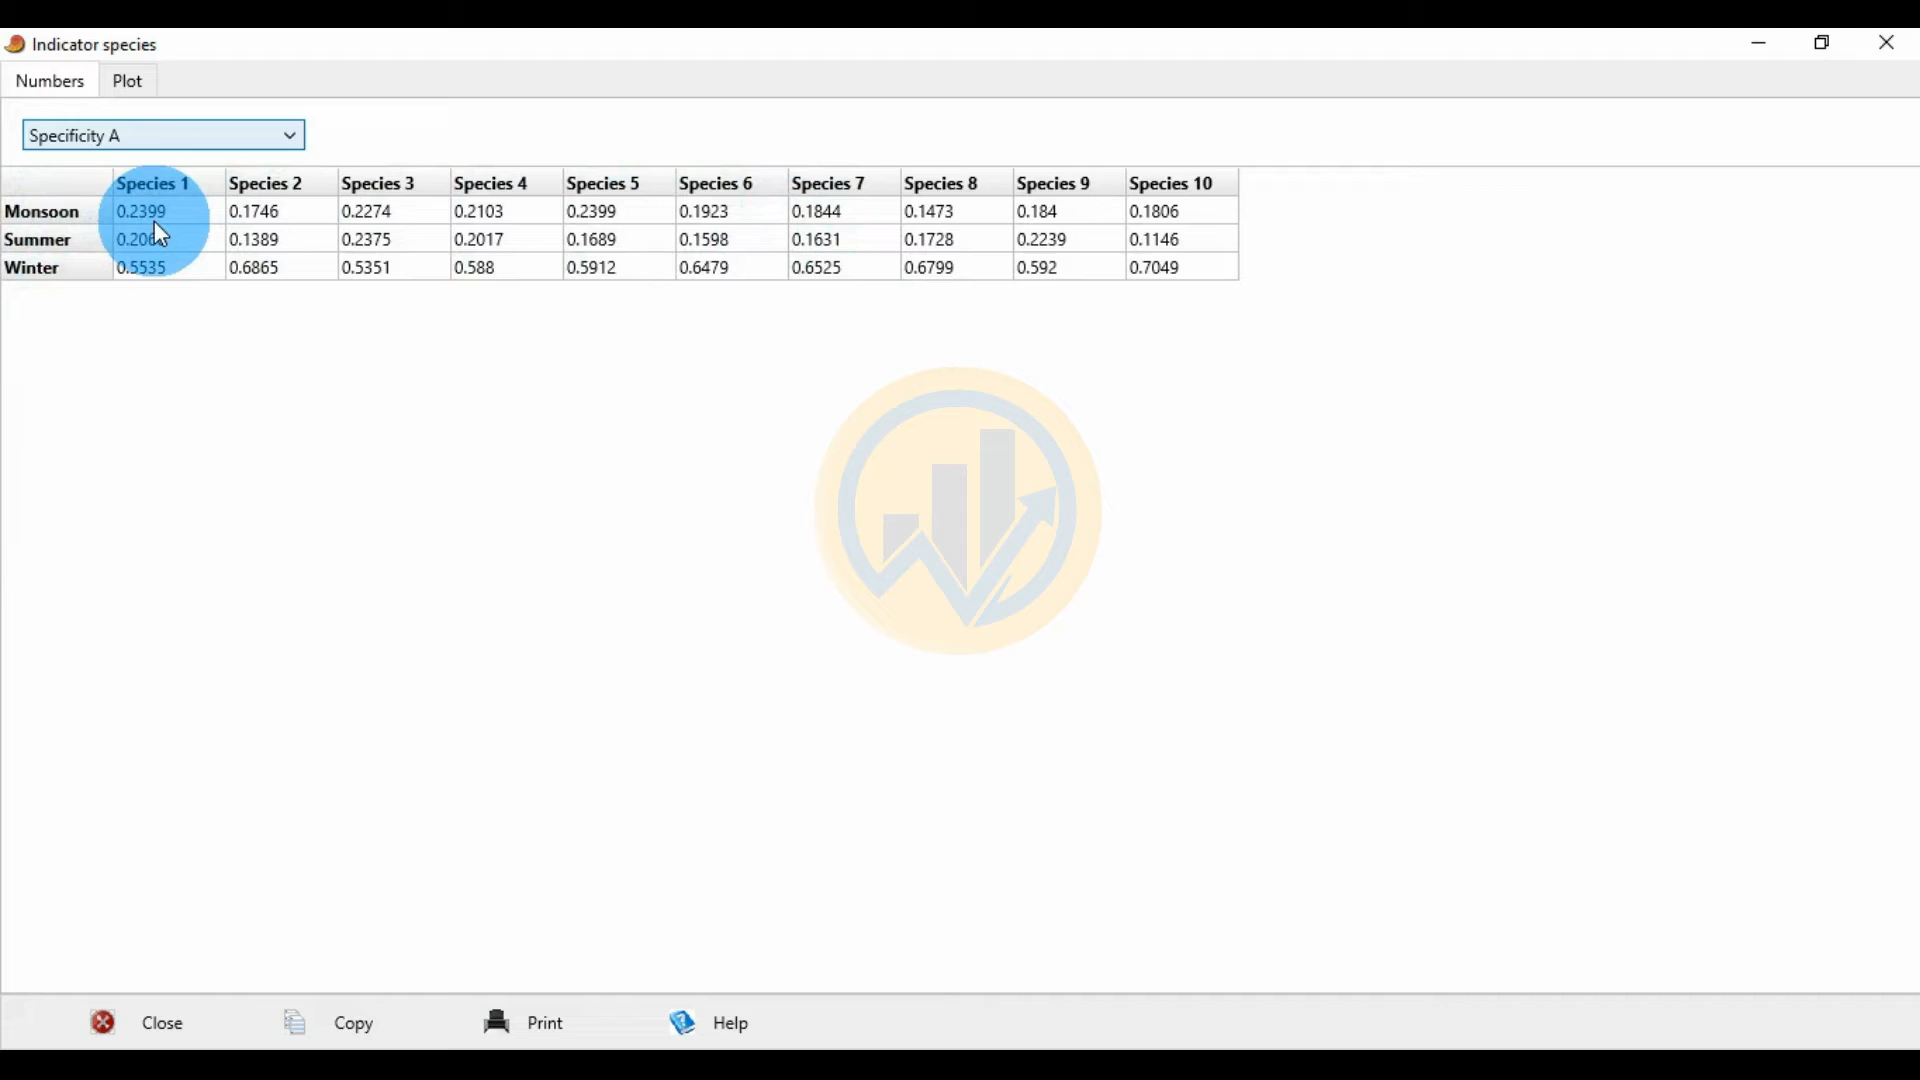 Indicator species
Numbers Plot
Specificity A
Species 1 Species 2 Species 3 Species 4 Species 5 Species 6 Species 7 Species 8 Species 9 Species 10
Monsoon 0.2399 0.1746 0.2274 0.2103 0.2399 0.1923 0.1844 0.1473 0.184 0.1806
Summer 0.1389 0.2375 0.2017 0.1689 0.1598 0.1631 0.1728 0.2239 0.1146
Winter 0.5535 0.6865 0.5351 0.588 0.5912 0.6479 0.6525 0.6799 0.592 0.7049
Close Copy Print Help